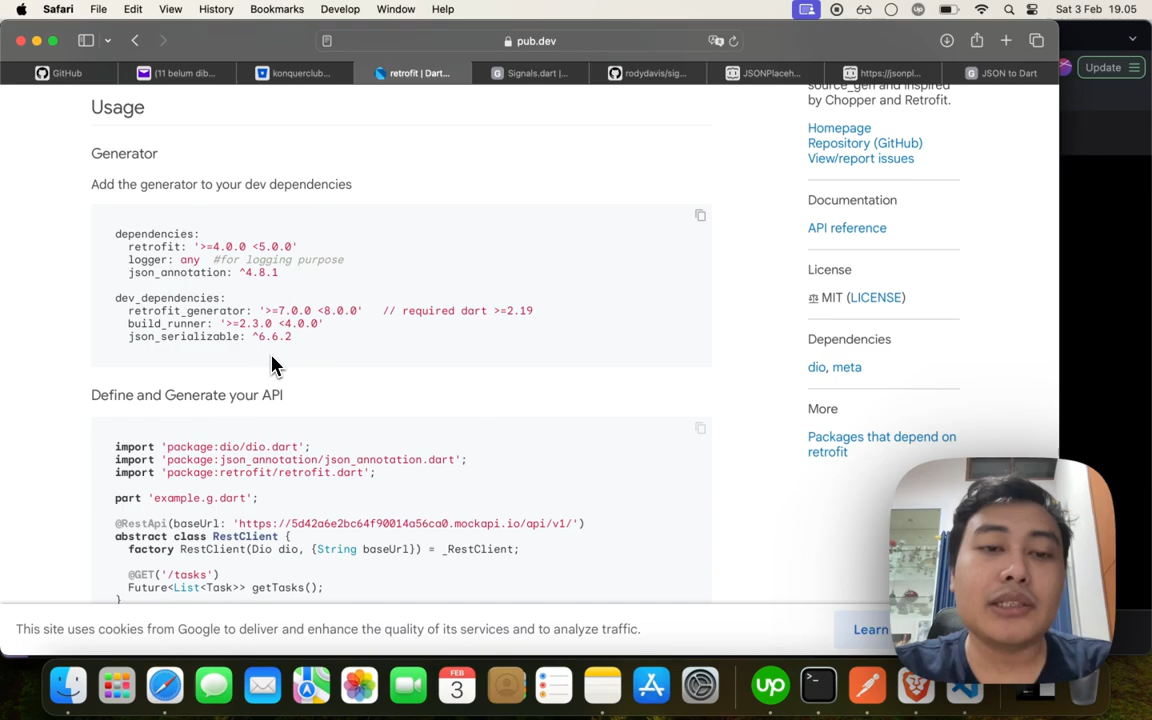 Safari File Edit View History Bookmarks Develop Window Help
Sat 3 Feb 19.05
pub.dev
GitHub
(11 belum dib...
konquerclub...
retrofit | Dart...
Signals.dart |...
rodydavis/sig...
JSONPlaceh...
https://jsonpl...
JSON to Dart
Update
Usage
Generator
Add the generator to your dev dependencies
dependencies:
retrofit: '>=4.0.0 <5.0.0'
logger: any #for logging purpose
json_annotation: ^4.8.1
dev_dependencies:
retrofit_generator: '>=7.0.0 <8.0.0' // required dart >=2.19
build_runner: '>=2.3.0 <4.0.0'
json_serializable: ^6.6.2
Define and Generate your API
import 'package:dio/dio.dart';
import 'package:json_annotation/json_annotation.dart';
import 'package:retrofit/retrofit.dart';
part 'example.g.dart';
@RestApi(baseUrl: 'https://5d42a6e2bc64f90014a56ca0.mockapi.io/api/v1/')
abstract class RestClient {
factory RestClient(Dio dio, {String baseUrl}) = _RestClient;
@GET('/tasks')
Future<List<Task>> getTasks();
}
source_gen and inspired
by Chopper and Retrofit.
Homepage
Repository (GitHub)
View/report issues
Documentation
API reference
License
MIT (LICENSE)
Dependencies
dio, meta
More
Packages that depend on
retrofit
This site uses cookies from Google to deliver and enhance the quality of its services and to analyze traffic.
Learn
FEB
3
up